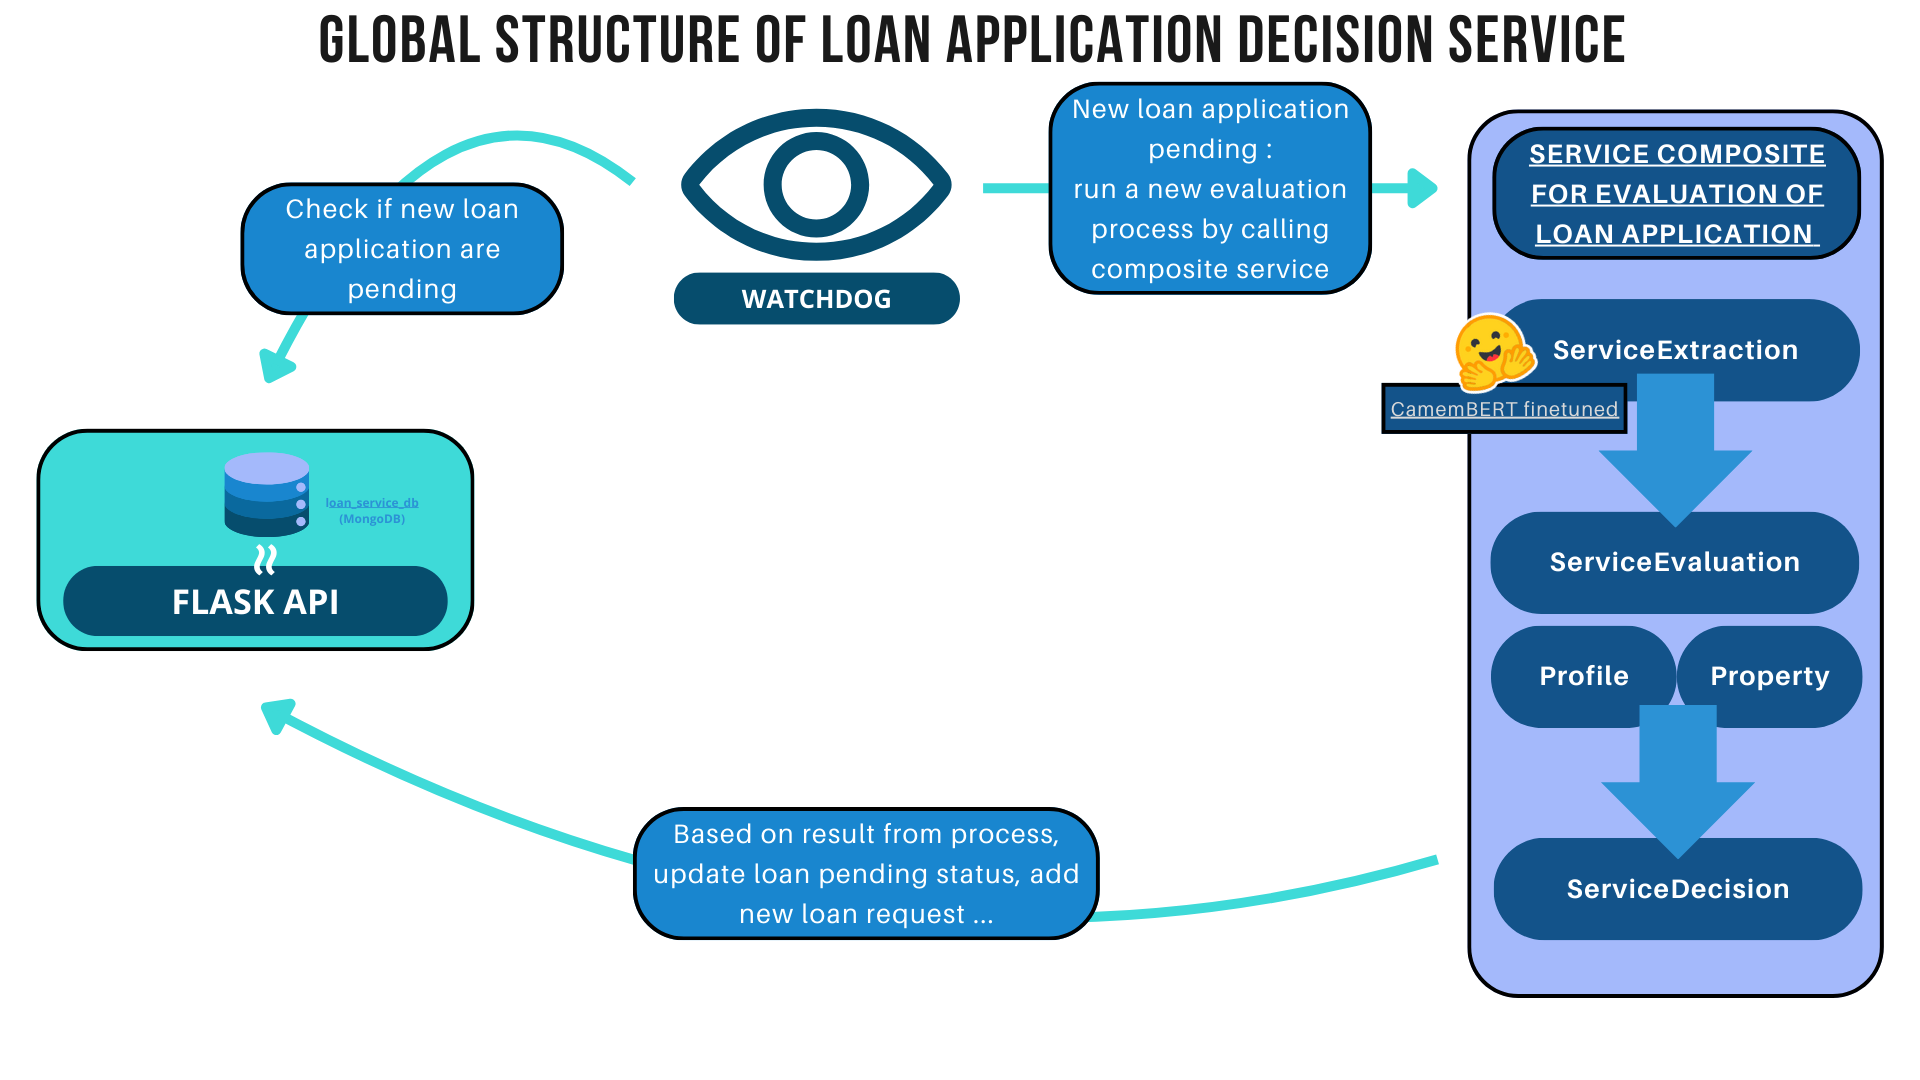 GLOBAL STRUCTURE OF LOAN APPLICATION DECISION SERVICE
Check if new loan
application are
pending
WATCHDOG
New loan application
pending :
run a new evaluation
process by calling
composite service
SERVICE COMPOSITE
FOR EVALUATION OF
LOAN APPLICATION
ServiceExtraction
CamemBERT finetuned
ServiceEvaluation
Profile
Property
ServiceDecision
loan_service_db
(MongoDB)
FLASK API
Based on result from process,
update loan pending status, add
new loan request ...